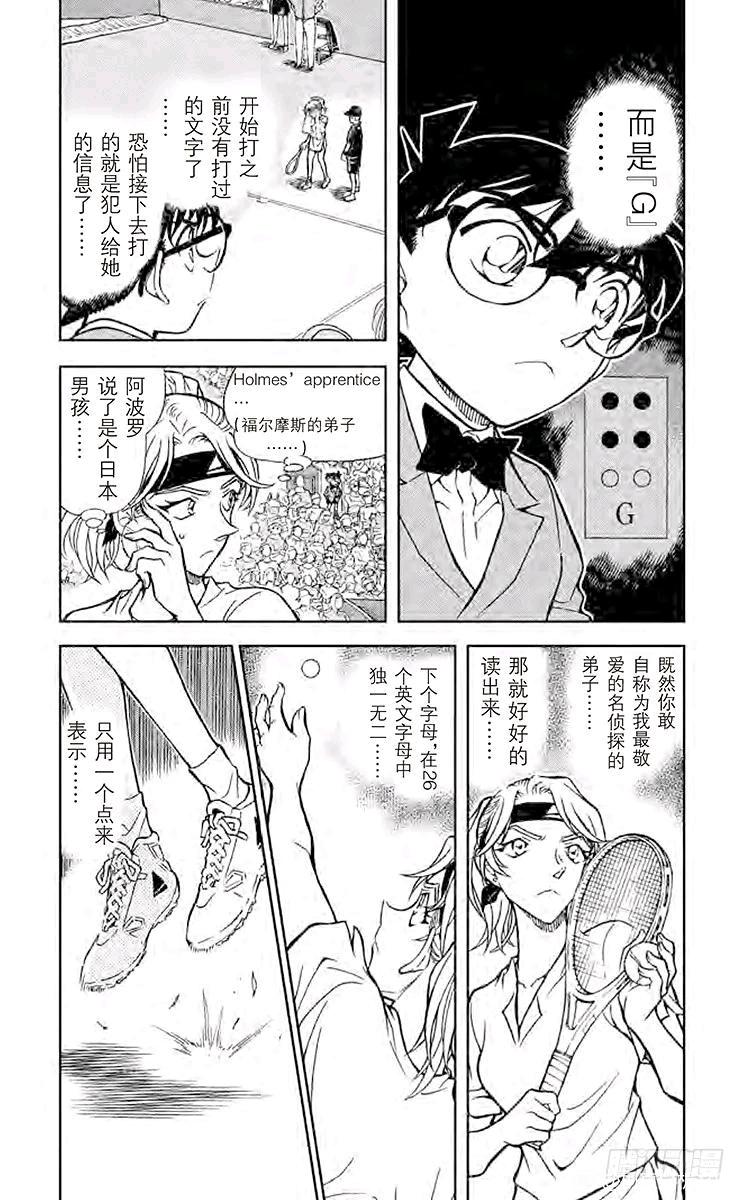 而是『G』
……
G
开始打之
前没有打过
的文字了
……
恐怕接下去打
的就是犯人给她
的信息了……
Holmes’ apprentice
…
(福尔摩斯的弟子
……)
阿波罗
说了是个日本
男孩……
既然你敢
自称为我最敬
爱的名侦探的
弟子……
那就好好的
读出来……
下个字母,在26
个英文字母中
独一无二……
只用一个点来
表示……